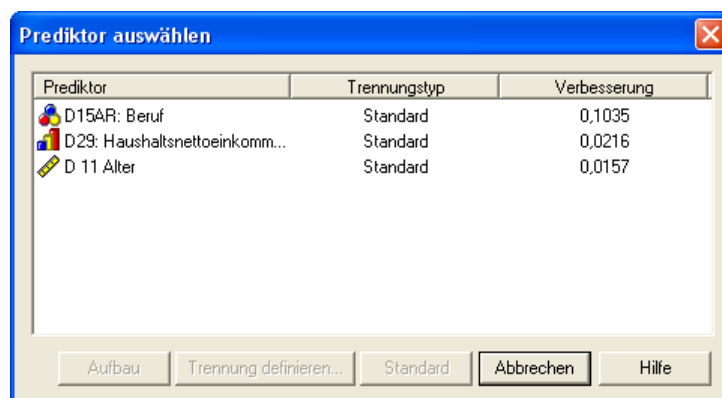 Prediktor auswählen
Prediktor Trennungstyp Verbesserung
D15AR: Beruf Standard 0,1035
D29: Haushaltsnettoeinkomm... Standard 0,0216
D 11 Alter Standard 0,0157
Aufbau Trennung definieren... Standard Abbrechen Hilfe